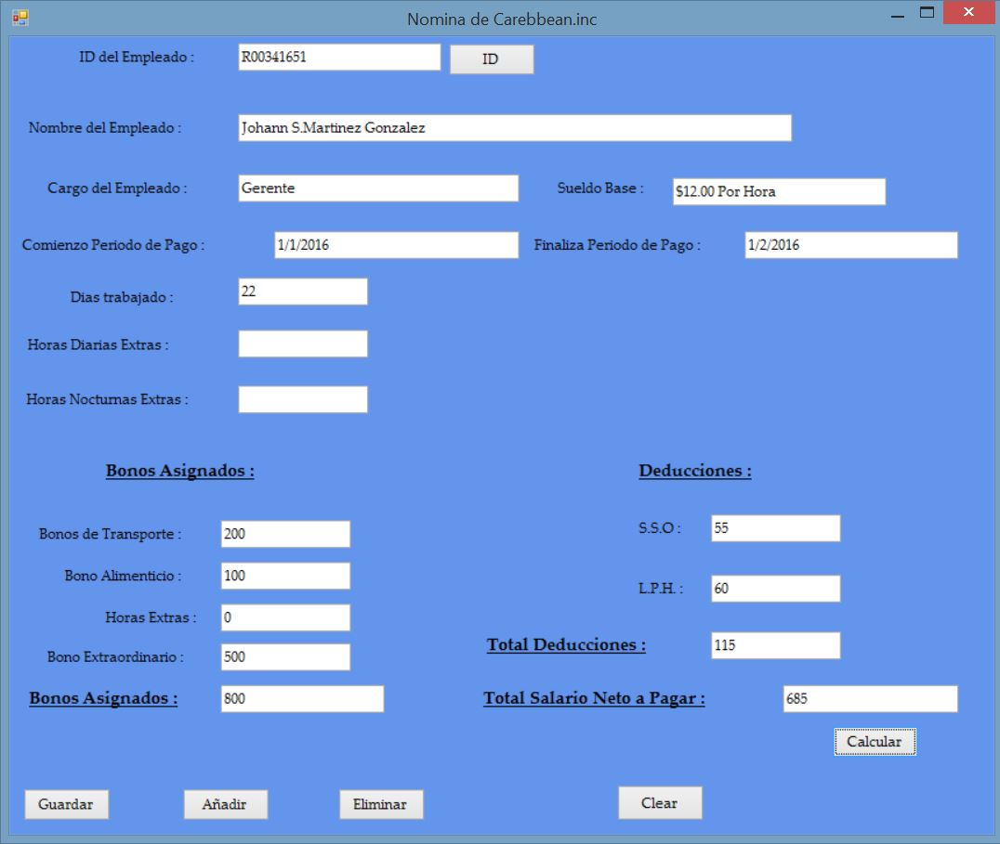 Nomina de Carebbean.inc
ID del Empleado : R00341651 ID
Nombre del Empleado : Johann S.Martinez Gonzalez
Cargo del Empleado : Gerente Sueldo Base : $12.00 Por Hora
Comienzo Periodo de Pago : 1/1/2016 Finaliza Periodo de Pago : 1/2/2016
Dias trabajado : 22
Horas Diarias Extras :
Horas Nocturnas Extras :
Bonos Asignados : Deducciones :
Bonos de Transporte : 200 S.S.O : 55
Bono Alimenticio : 100 L.P.H. : 60
Horas Extras : 0
Bono Extraordinario : 500 Total Deducciones : 115
Bonos Asignados : 800 Total Salario Neto a Pagar : 685
Calcular
Guardar Añadir Eliminar Clear